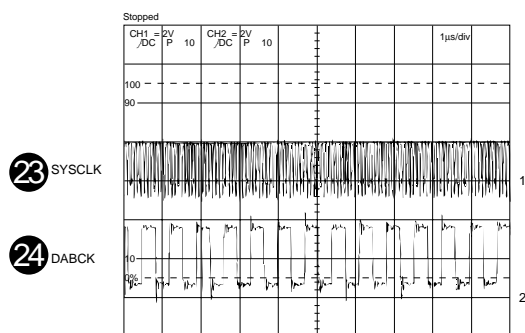 Stopped
CH1 = 2V CH2 = 2V 1µs/div
/DC P 10 /DC P 10
100
90
23 SYSCLK
1
24 DABCK
10
0%
2